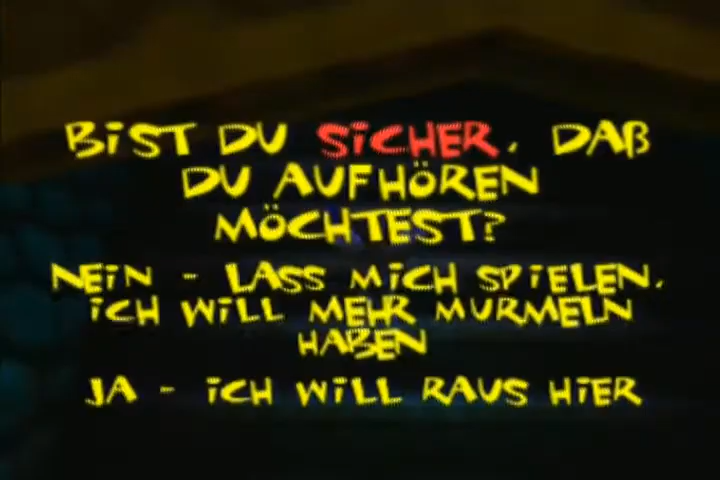 BiST DU SiCHER, DAß
DU AUFHÖREN
MÖCHTEST?
NEiN - LASS MiCH SPiELEN,
iCH WiLL MEHR MURMELN
HABEN
JA - iCH WiLL RAUS HiER